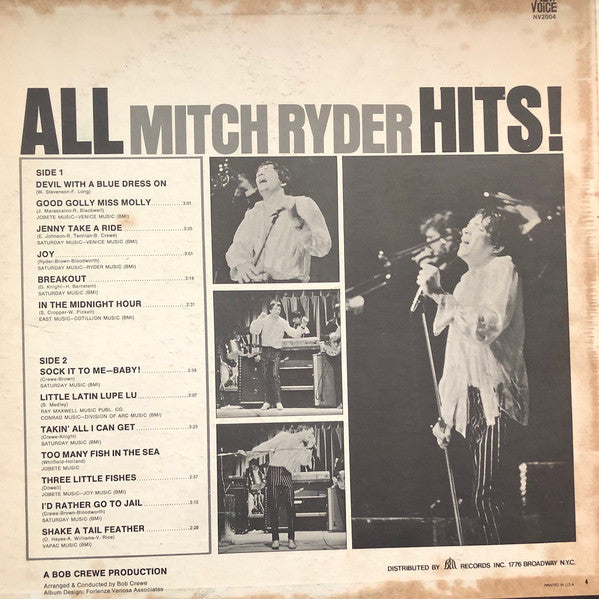 VOICE
NV2004
ALL MITCH RYDER HITS!
SIDE 1
DEVIL WITH A BLUE DRESS ON
(W. Stevenson-F. Long)
GOOD GOLLY MISS MOLLY 3:01
(J. Marascalco-R. Blackwell)
JOBETE MUSIC—VENICE MUSIC (BMI)
JENNY TAKE A RIDE 3:25
(E. Johnson-R. Tennian-B. Crewe)
SATURDAY MUSIC—VENICE MUSIC (BMI)
JOY 3:01
(Ryder-Brown-Bloodworth)
SATURDAY MUSIC—RYDER MUSIC (BMI)
BREAKOUT 3:14
(G. Knight—H. Bernstein)
SATURDAY MUSIC (BMI)
IN THE MIDNIGHT HOUR 2:31
(S. Cropper-W. Pickett)
EAST MUSIC—COTILLION MUSIC (BMI)
SIDE 2
SOCK IT TO ME—BABY! 2:59
(Crewe-Brown)
SATURDAY MUSIC (BMI)
LITTLE LATIN LUPE LU 3:07
(B. Medley)
RAY MAXWELL MUSIC PUBL. CO.
CONRAD MUSIC—DIVISION OF ARC MUSIC (BMI)
TAKIN' ALL I CAN GET 3:23
(Crewe-Knight)
SATURDAY MUSIC (BMI)
TOO MANY FISH IN THE SEA
(Whitfield-Holland)
JOBETE MUSIC
THREE LITTLE FISHES 2:57
(Dowell)
JOBETE MUSIC—JOY MUSIC (BMI)
I'D RATHER GO TO JAIL 3:10
(Crewe-Brown-Bloodworth)
SATURDAY MUSIC (BMI)
SHAKE A TAIL FEATHER 2:28
(O. Hayes-A. Williams-V. Rice)
VAPAC MUSIC (BMI)
A BOB CREWE PRODUCTION
Arranged & Conducted by Bob Crewe
Album Design: Forlenza Venosa Associates
DISTRIBUTED BY BELL RECORDS INC. 1776 BROADWAY N.Y.C.
PRINTED IN U.S.A. 4